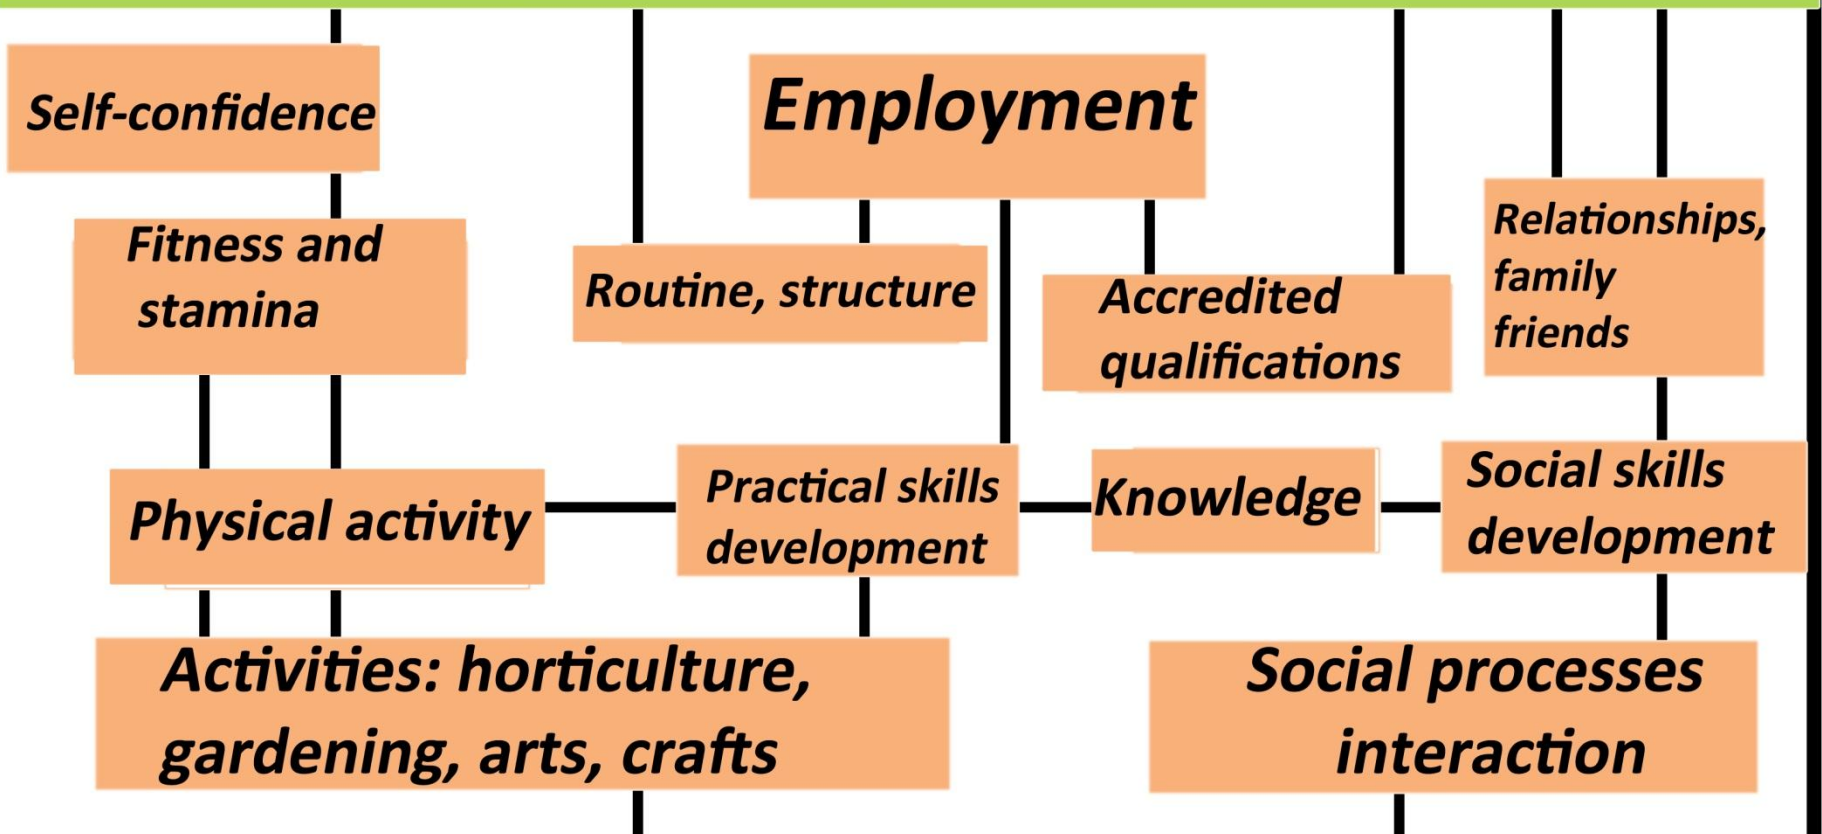 Self-confidence
Employment
Fitness and
stamina
Routine, structure
Accredited
qualifications
Relationships,
family
friends
Physical activity
Practical skills
development
Knowledge
Social skills
development
Activities: horticulture,
gardening, arts, crafts
Social processes
interaction